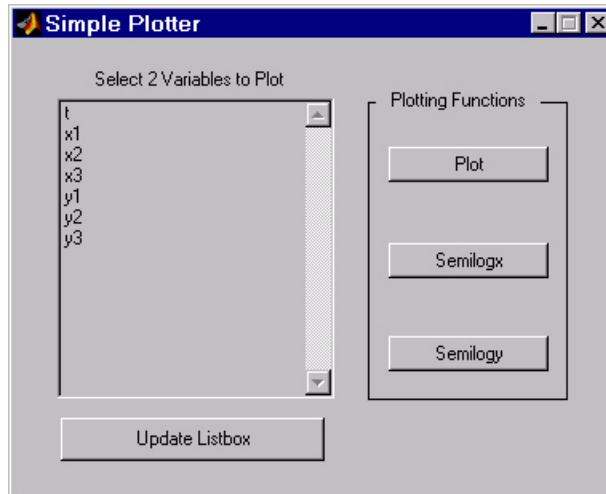 Simple Plotter
Select 2 Variables to Plot
t
x1
x2
x3
y1
y2
y3
Update Listbox
Plotting Functions
Plot
Semilogx
Semilogy